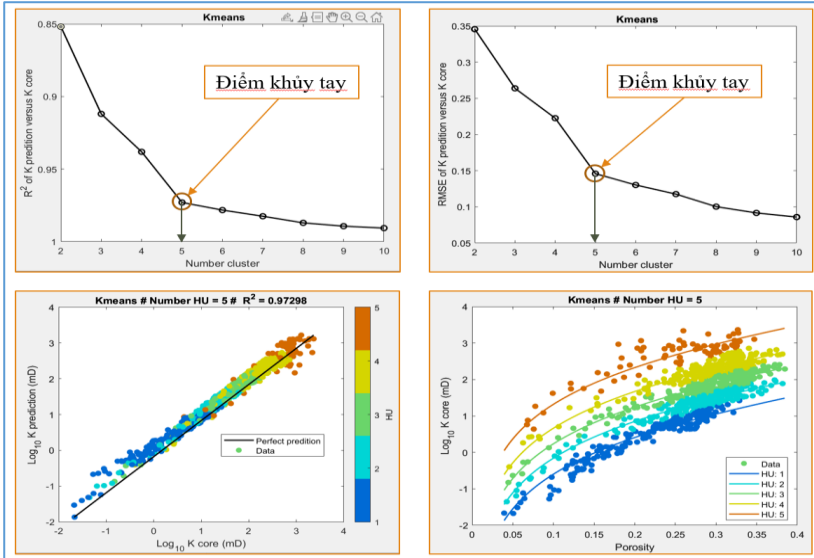 Kmeans
0.85
0.9
0.95
1
R² of K predition versus K core
Điểm khủy tay
2 3 4 5 6 7 8 9 10
Number cluster
Kmeans
0.35
0.3
0.25
0.2
0.15
0.1
0.05
RMSE of K predition versus K core
Điểm khủy tay
2 3 4 5 6 7 8 9 10
Number cluster
Kmeans # Number HU = 5 # R² = 0.97298
4
3
2
1
0
-1
-2
Log₁₀ K prediction (mD)
Perfect predition
Data
-2 -1 0 1 2 3 4
Log₁₀ K core (mD)
5
4
3
2
1
HU
Kmeans # Number HU = 5
4
3
2
1
0
-1
-2
Log₁₀ K core (mD)
Data
HU: 1
HU: 2
HU: 3
HU: 4
HU: 5
0 0.05 0.1 0.15 0.2 0.25 0.3 0.35 0.4
Porosity